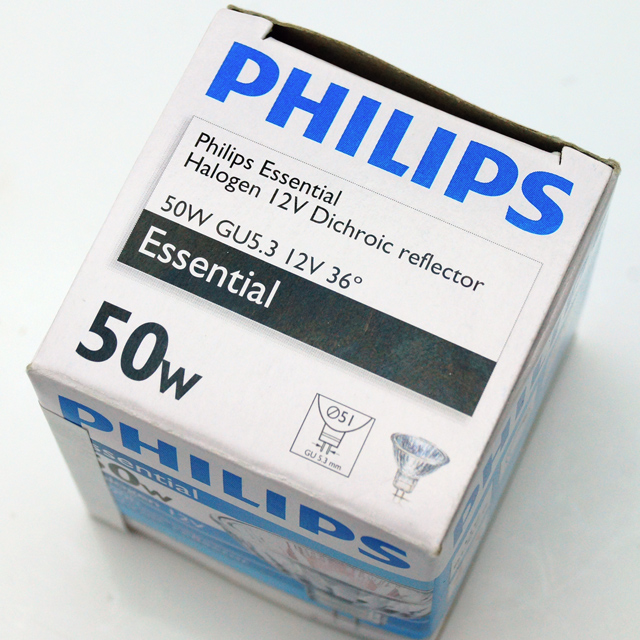 PHILIPS
Philips Essential
Halogen 12V Dichroic reflector
50W GU5.3 12V 36°
Essential
50W
Ø51
GU 5.3 mm
PHILIPS
Essential
50W